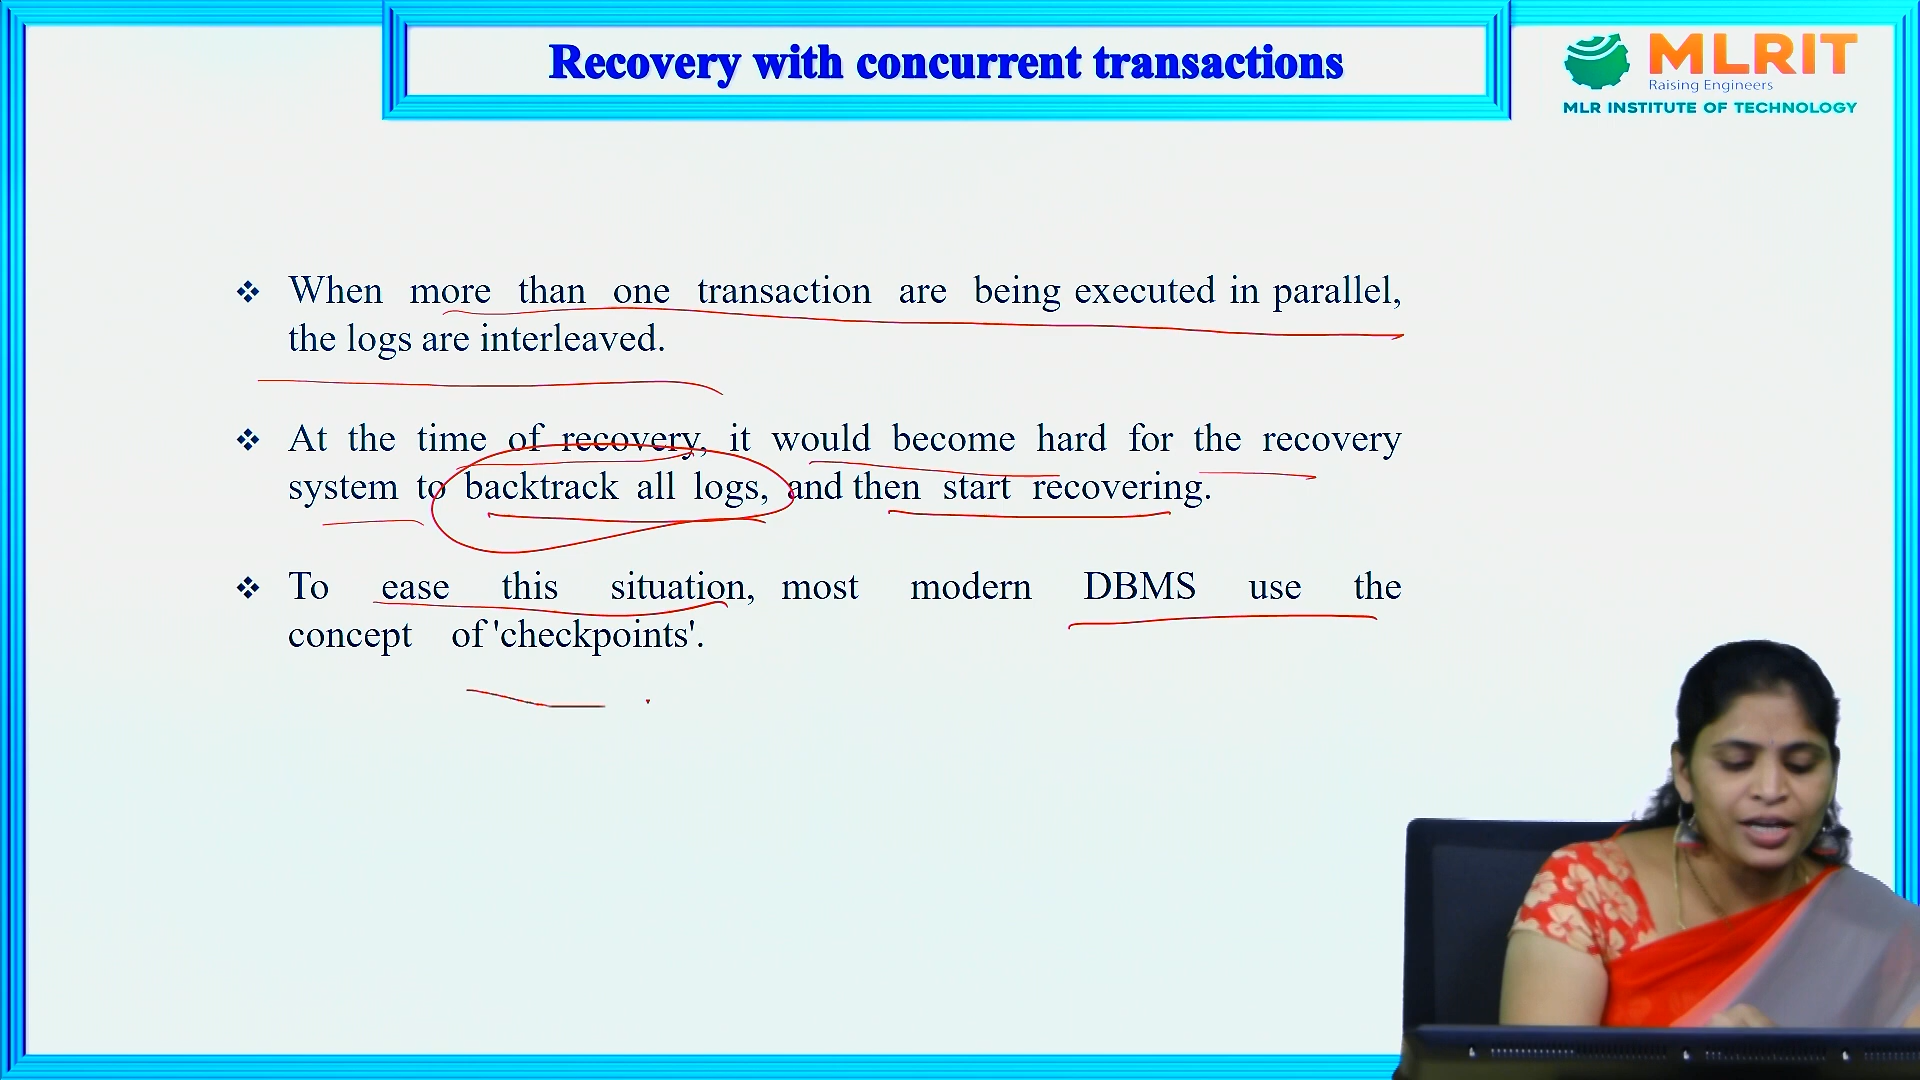 Recovery with concurrent transactions
MLRIT
Raising Engineers
MLR INSTITUTE OF TECHNOLOGY
When more than one transaction are being executed in parallel,
the logs are interleaved.
At the time of recovery, it would become hard for the recovery
system to backtrack all logs, and then start recovering.
To ease this situation, most modern DBMS use the
concept of 'checkpoints'.